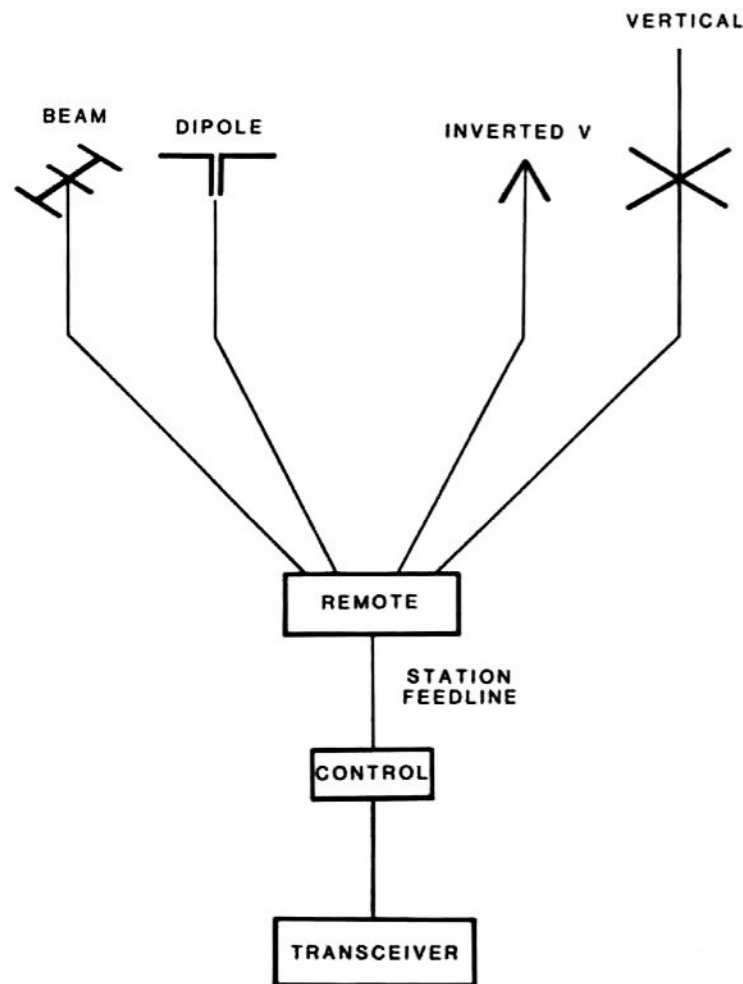 VERTICAL
BEAM
DIPOLE
INVERTED V
REMOTE
STATION
FEEDLINE
CONTROL
TRANSCEIVER